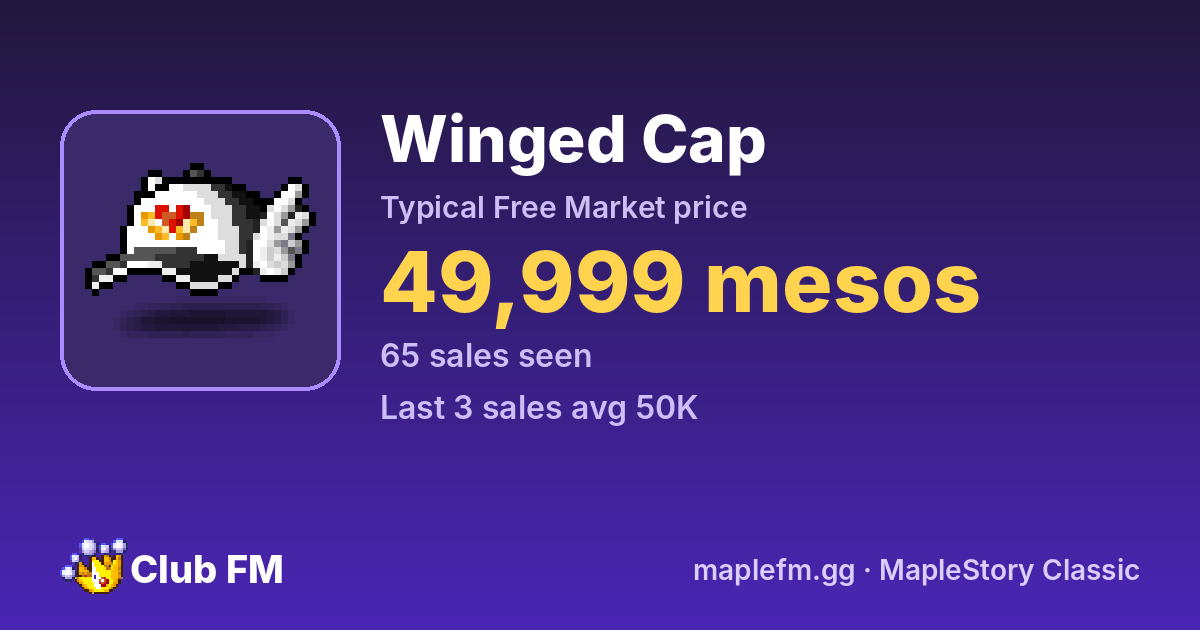 Winged Cap
Typical Free Market price
49,999 mesos
65 sales seen
Last 3 sales avg 50K
Club FM
maplefm.gg · MapleStory Classic